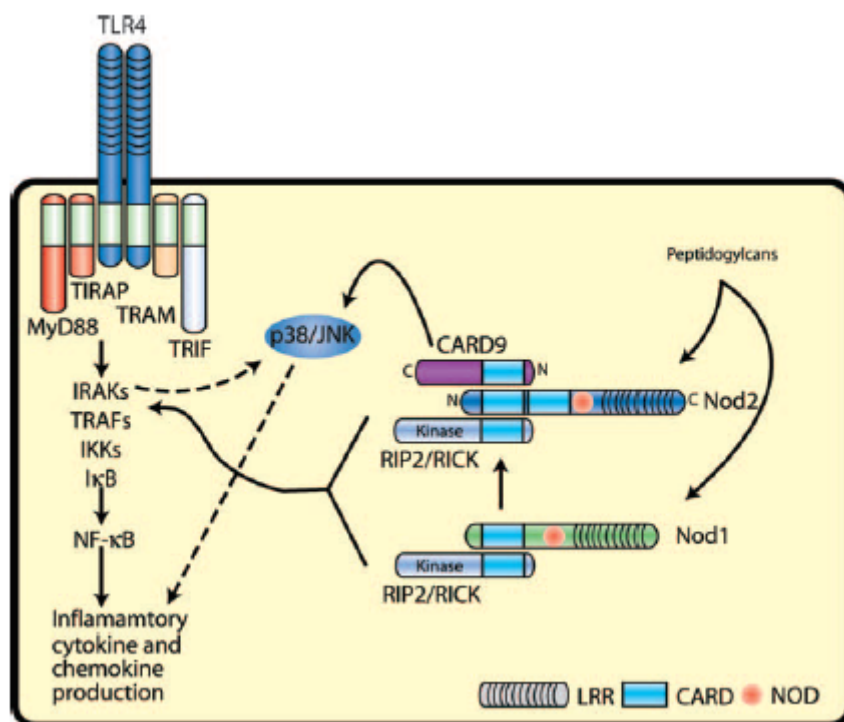 TLR4
TIRAP
MyD88
TRAM
TRIF
IRAKs
TRAFs
IKKs
IκB
NF-κB
Inflamamtory
cytokine and
chemokine
production
p38/JNK
CARD9
C
N
N
C
Nod2
Kinase
RIP2/RICK
Nod1
Kinase
RIP2/RICK
Peptidogylcans
LRR CARD NOD